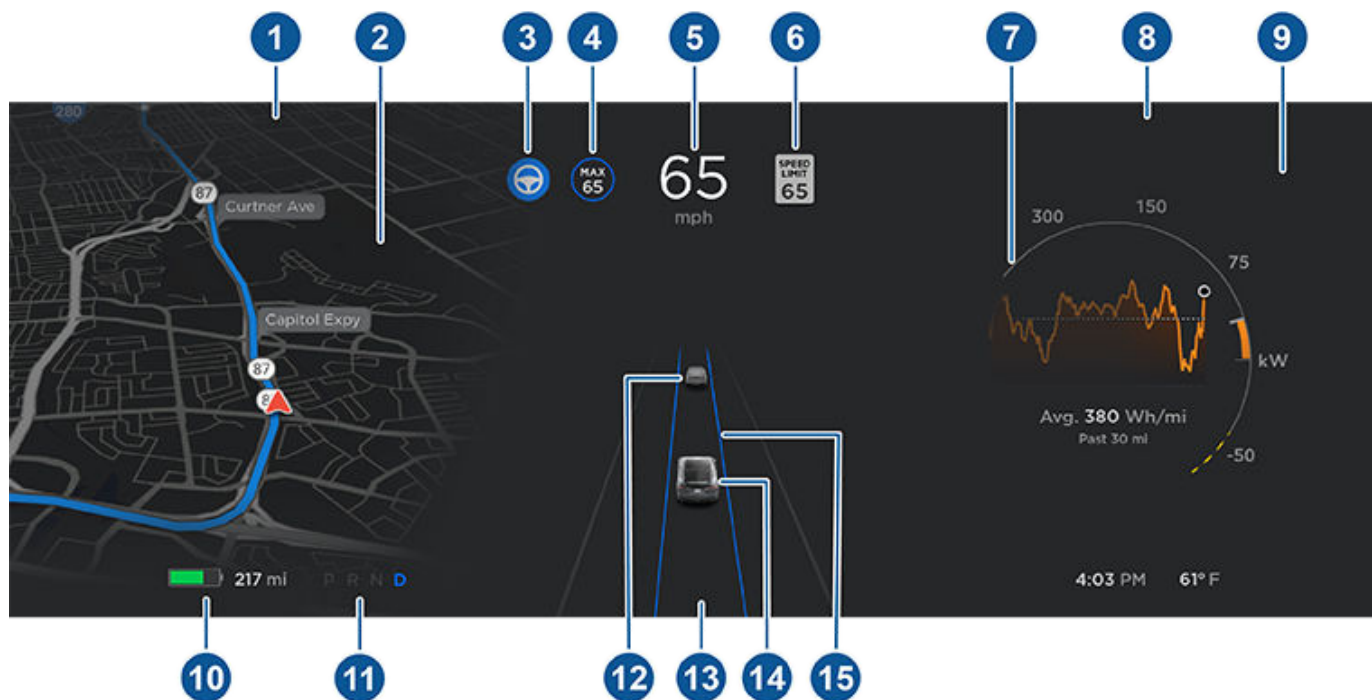 1
2
3
4
5
6
7
8
9
280
87
Curtner Ave
Capitol Expy
87
8
MAX
65
65
mph
SPEED
LIMIT
65
300
150
75
kW
-50
Avg. 380 Wh/mi
Past 30 mi
217 mi
P R N D
4:03 PM
61° F
10
11
12
13
14
15